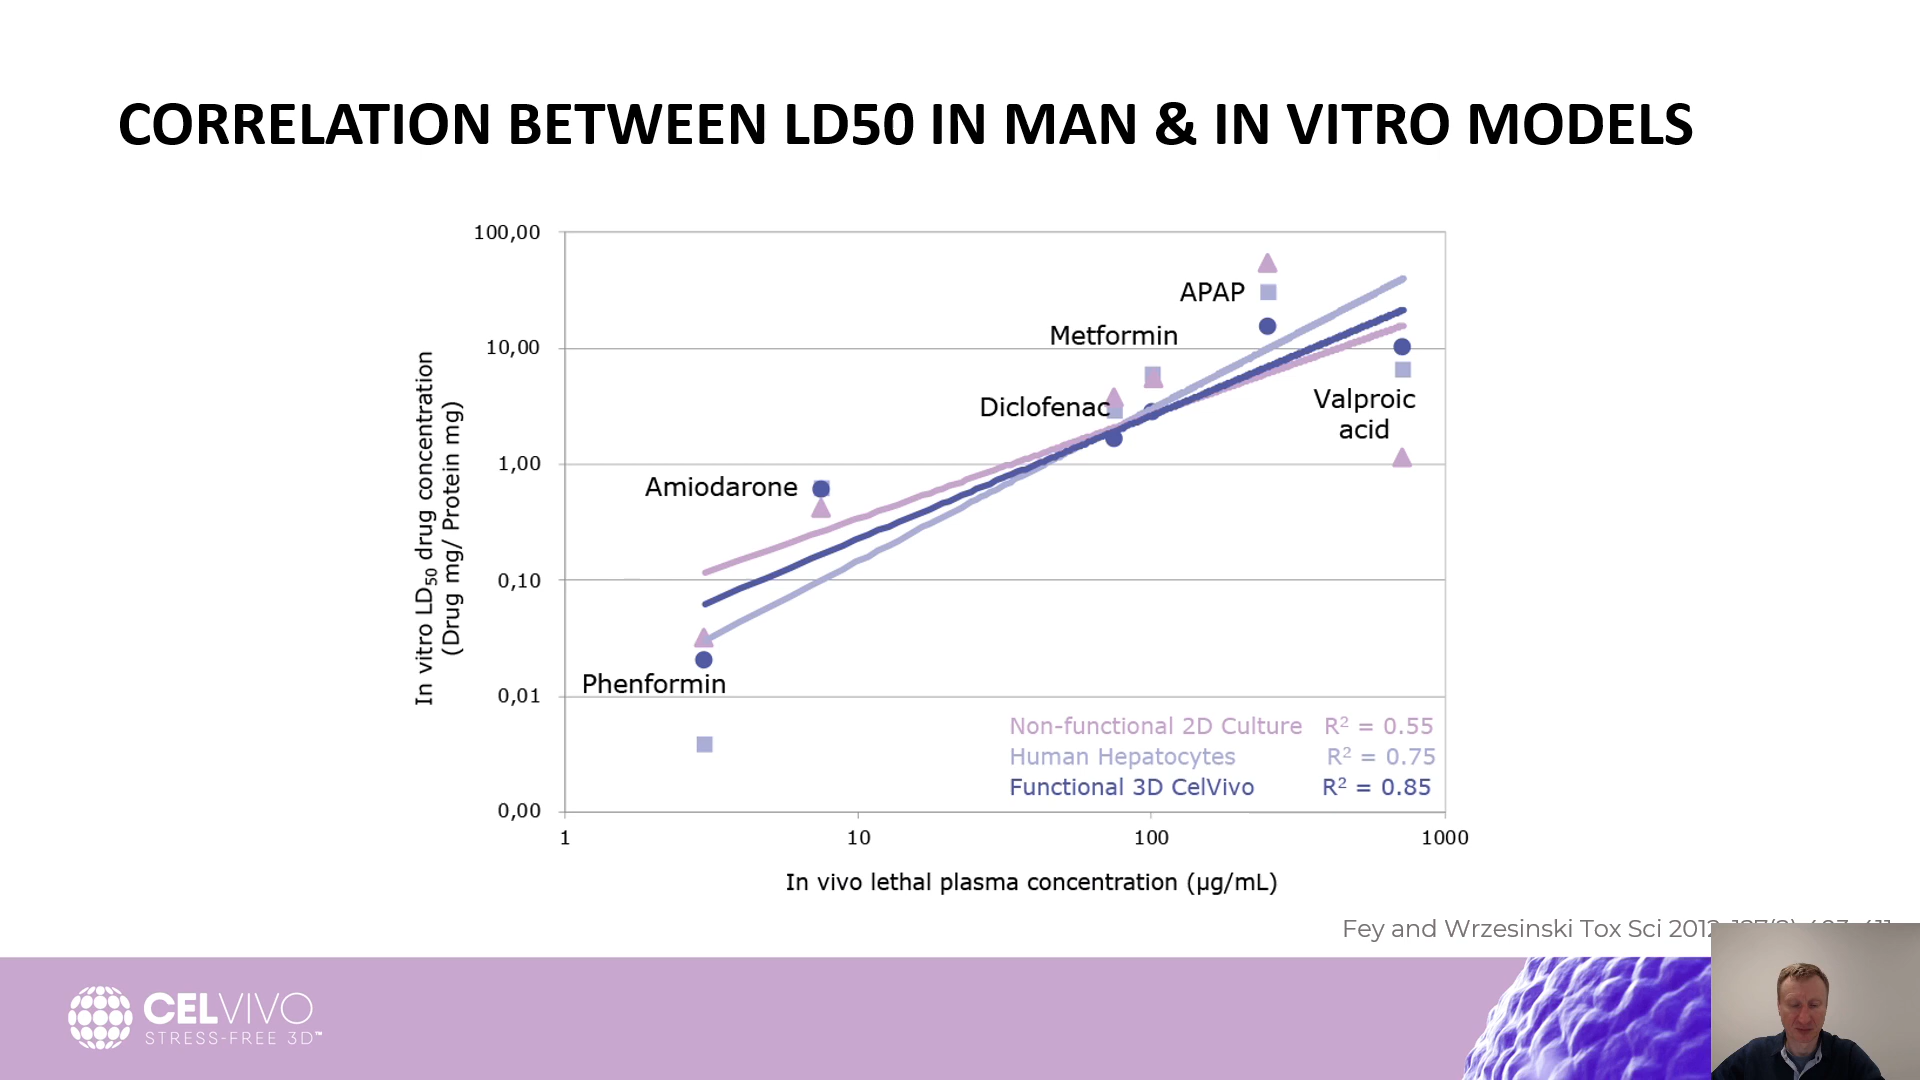 CORRELATION BETWEEN LD50 IN MAN & IN VITRO MODELS
100,00
10,00
1,00
0,10
0,01
0,00
In vitro LD50 drug concentration
(Drug mg/ Protein mg)
APAP
Metformin
Diclofenac
Valproic
acid
Amiodarone
Phenformin
Non-functional 2D Culture R² = 0.55
Human Hepatocytes R² = 0.75
Functional 3D CelVivo R² = 0.85
1 10 100 1000
In vivo lethal plasma concentration (µg/mL)
Fey and Wrzesinski Tox Sci 2012
CELVIVO
STRESS-FREE 3D™